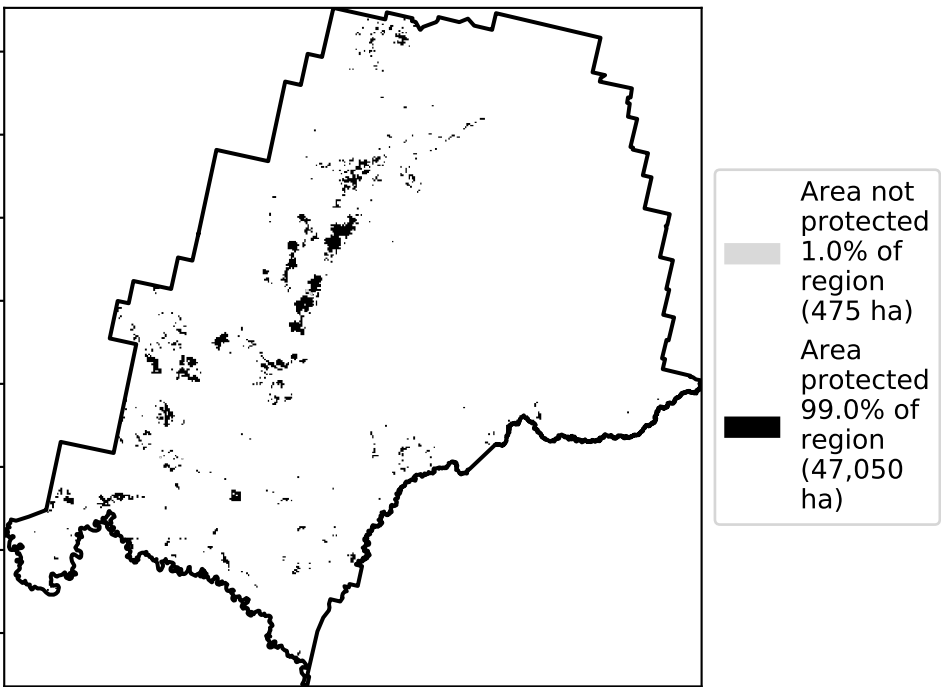 Area not
protected
1.0% of
region
(475 ha)
Area
protected
99.0% of
region
(47,050
ha)